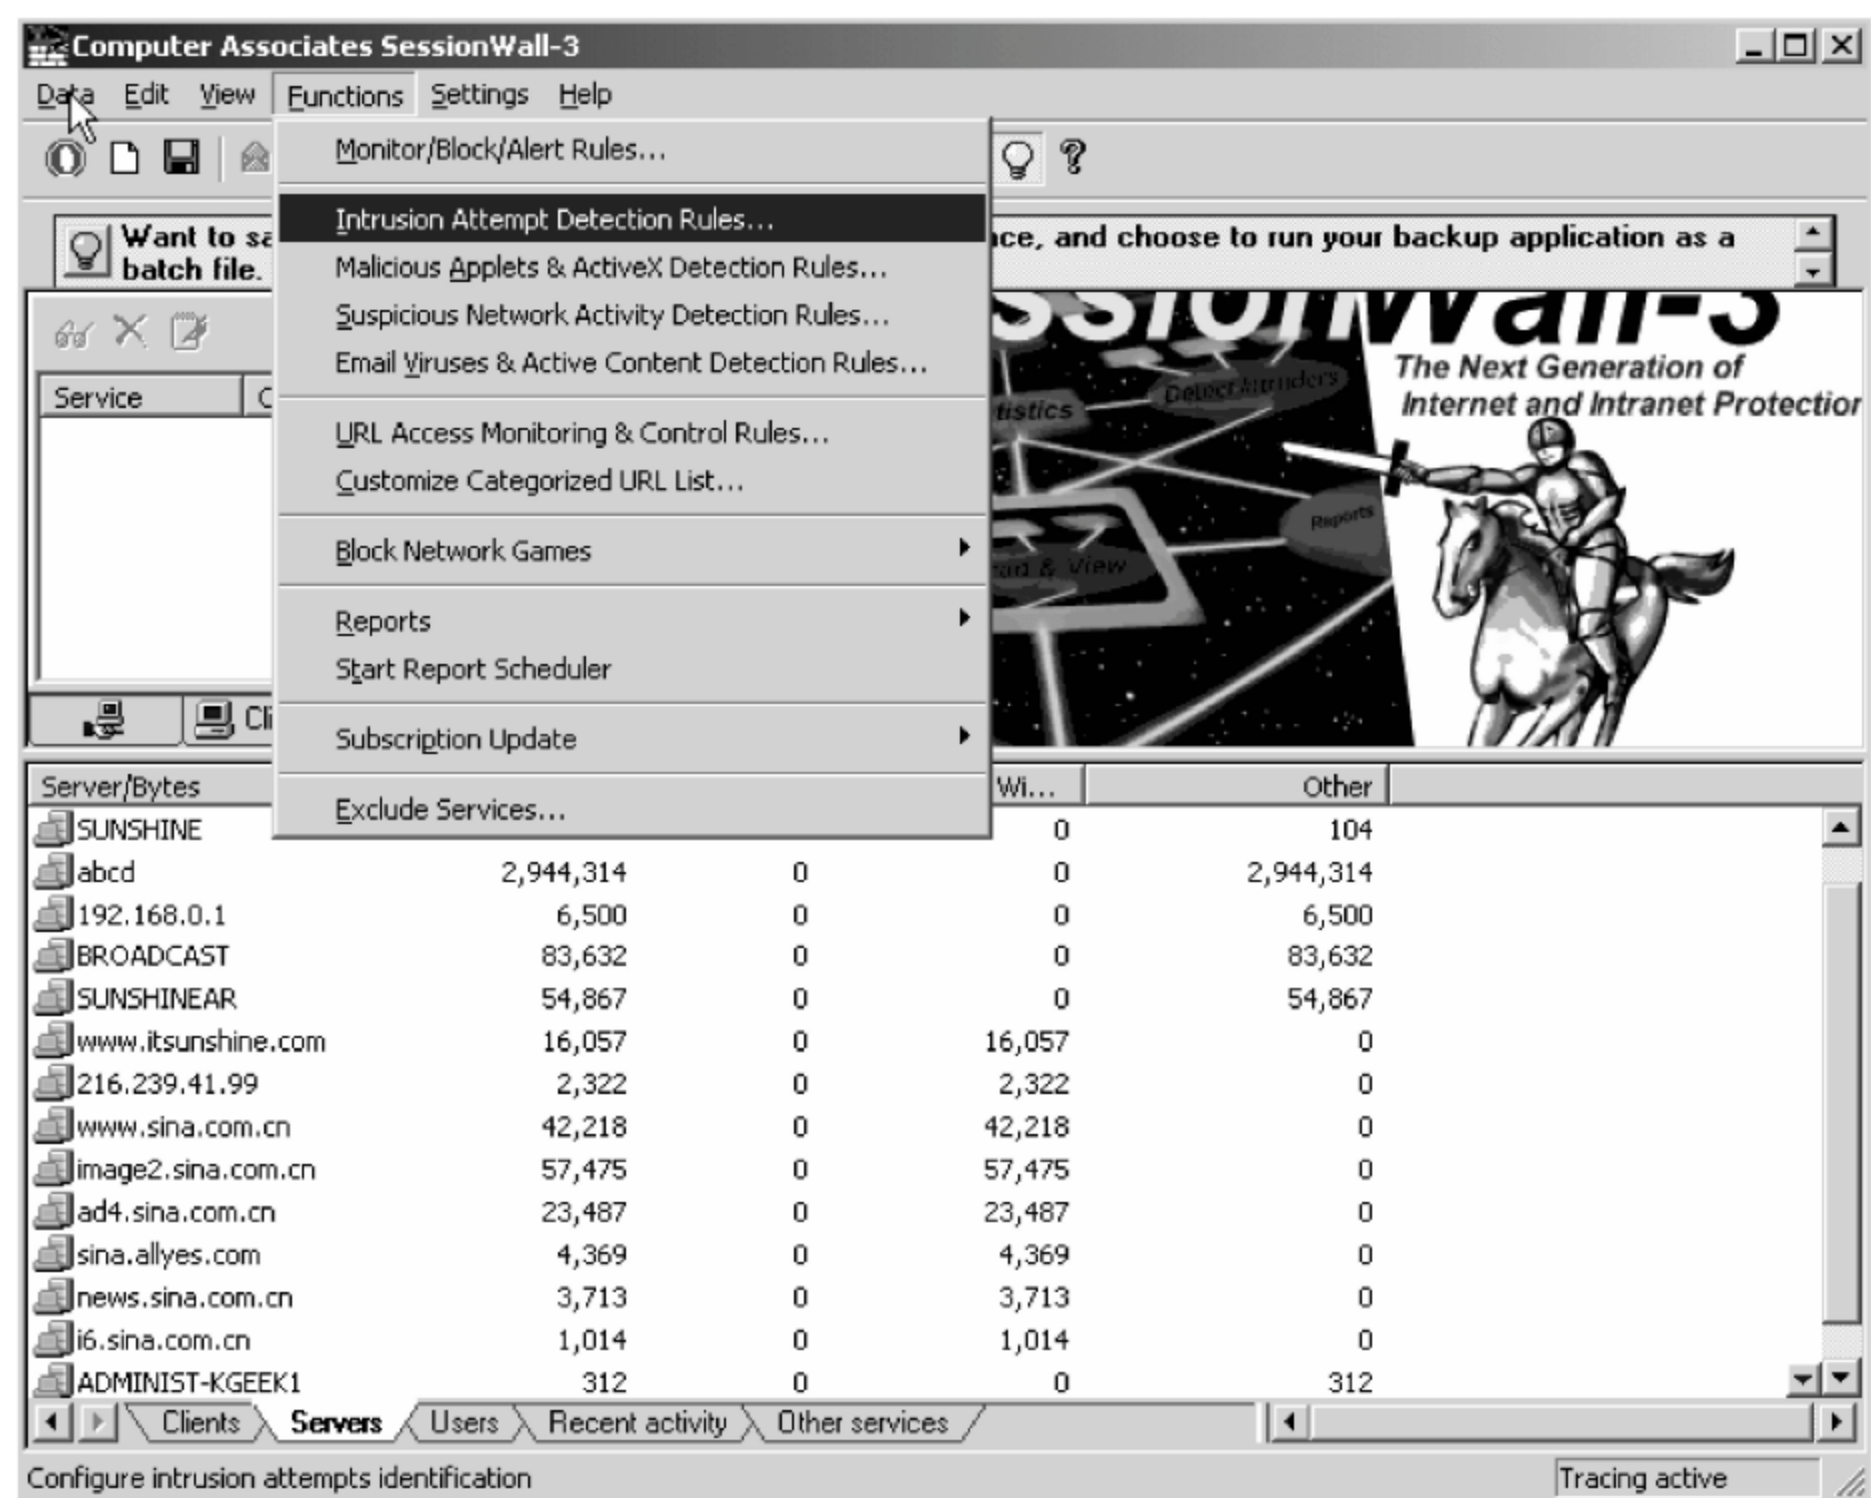 Computer Associates SessionWall-3
Data Edit View Functions Settings Help
Monitor/Block/Alert Rules...
Intrusion Attempt Detection Rules...
Malicious Applets & ActiveX Detection Rules...
Suspicious Network Activity Detection Rules...
Email Viruses & Active Content Detection Rules...
URL Access Monitoring & Control Rules...
Customize Categorized URL List...
Block Network Games
Reports
Start Report Scheduler
Subscription Update
Exclude Services...
Want to
and choose to run your backup application as a
batch file.
Service
The Next Generation of
Internet and Intranet
Detect Intruders
Reports
& View
Server/Bytes Wi... Other
SUNSHINE 0 104
abcd 2,944,314 0 0 2,944,314
192.168.0.1 6,500 0 0 6,500
BROADCAST 83,632 0 0 83,632
SUNSHINEAR 54,867 0 0 54,867
www.itsunshine.com 16,057 0 16,057 0
216.239.41.99 2,322 0 2,322 0
www.sina.com.cn 42,218 0 42,218 0
image2.sina.com.cn 57,475 0 57,475 0
ad4.sina.com.cn 23,487 0 23,487 0
sina.allyes.com 4,369 0 4,369 0
news.sina.com.cn 3,713 0 3,713 0
i6.sina.com.cn 1,014 0 1,014 0
ADMINIST-KGEEK1 312 0 0 312
Clients Servers Users Recent activity Other services
Configure intrusion attempts identification Tracing active